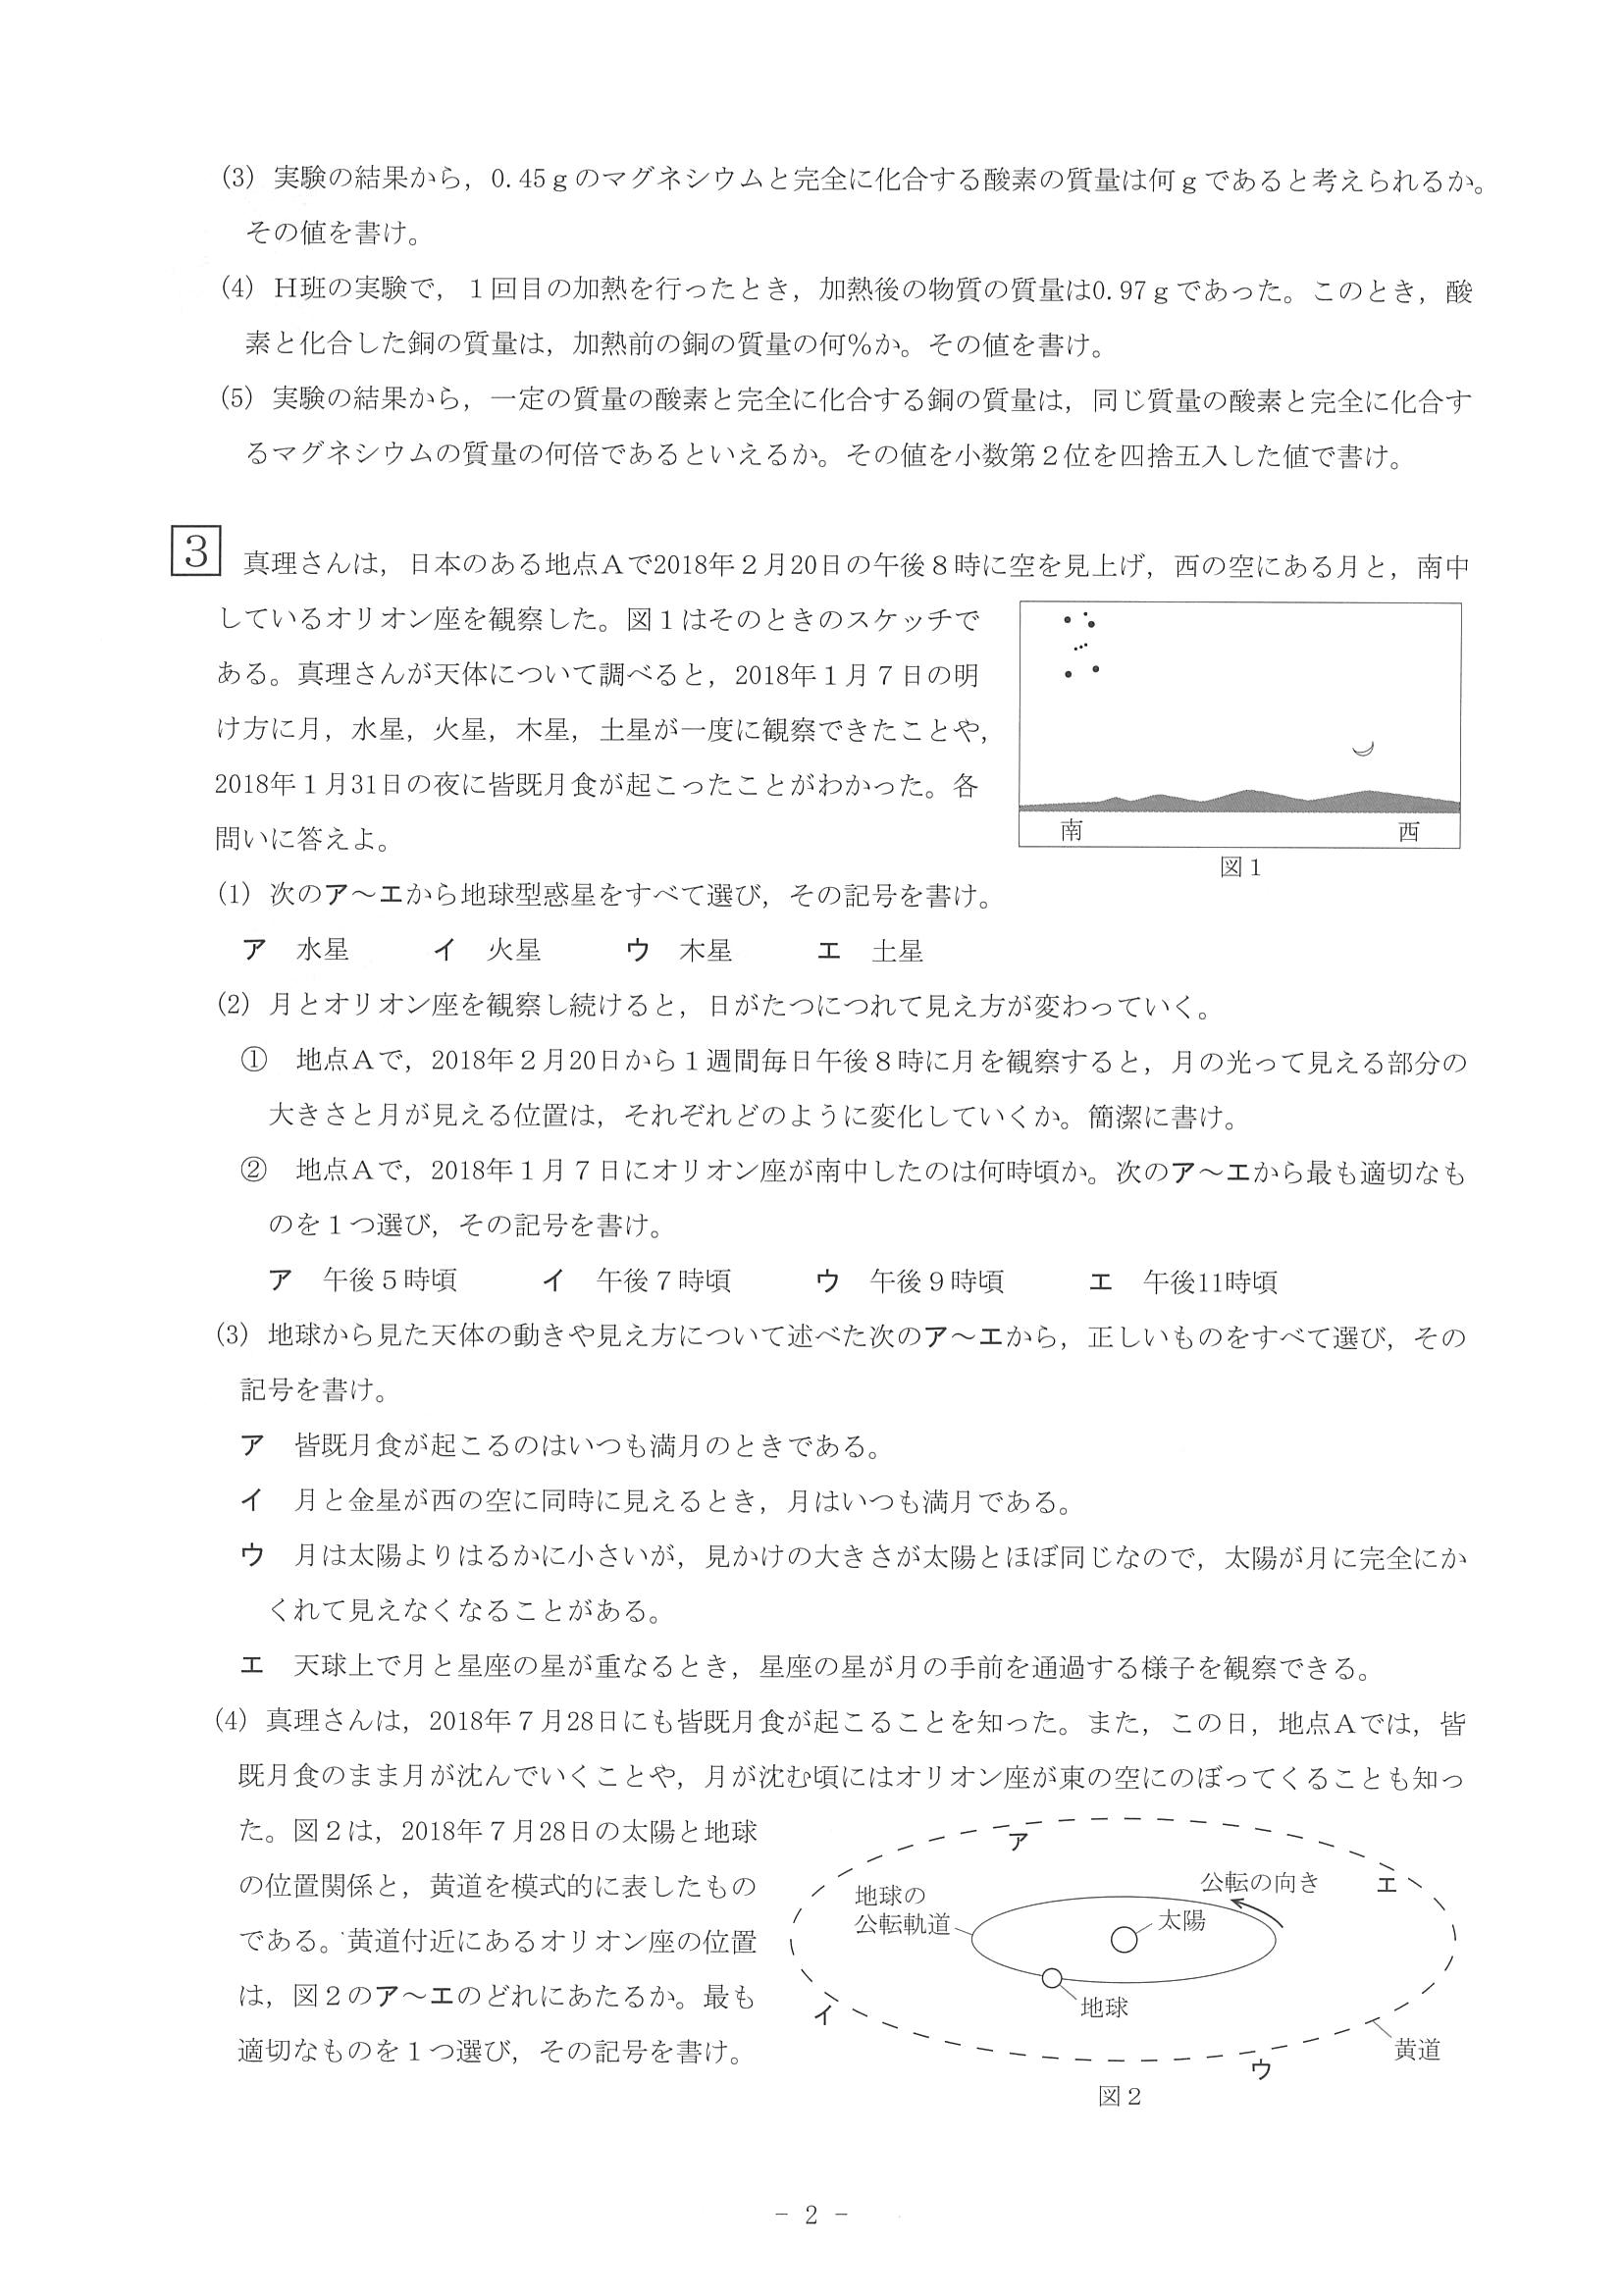 (3) 実験の結果から，0.45ｇのマグネシウムと完全に化合する酸素の質量は何ｇであると考えられるか。
その値を書け。
(4) Ｈ班の実験で，１回目の加熱を行ったとき，加熱後の物質の質量は0.97ｇであった。このとき，酸
素と化合した銅の質量は，加熱前の銅の質量の何％か。その値を書け。
(5) 実験の結果から，一定の質量の酸素と完全に化合する銅の質量は，同じ質量の酸素と完全に化合す
るマグネシウムの質量の何倍であるといえるか。その値を小数第２位を四捨五入した値で書け。
３ 真理さんは，日本のある地点Ａで2018年２月20日の午後８時に空を見上げ，西の空にある月と，南中
しているオリオン座を観察した。図１はそのときのスケッチで
ある。真理さんが天体について調べると，2018年１月７日の明
け方に月，水星，火星，木星，土星が一度に観察できたことや，
2018年１月31日の夜に皆既月食が起こったことがわかった。各
問いに答えよ。
南 西
図１
(1) 次のア～エから地球型惑星をすべて選び，その記号を書け。
ア 水星 イ 火星 ウ 木星 エ 土星
(2) 月とオリオン座を観察し続けると，日がたつにつれて見え方が変わっていく。
① 地点Ａで，2018年２月20日から１週間毎日午後８時に月を観察すると，月の光って見える部分の
大きさと月が見える位置は，それぞれどのように変化していくか。簡潔に書け。
② 地点Ａで，2018年１月７日にオリオン座が南中したのは何時頃か。次のア～エから最も適切なも
のを１つ選び，その記号を書け。
ア 午後５時頃 イ 午後７時頃 ウ 午後９時頃 エ 午後11時頃
(3) 地球から見た天体の動きや見え方について述べた次のア～エから，正しいものをすべて選び，その
記号を書け。
ア 皆既月食が起こるのはいつも満月のときである。
イ 月と金星が西の空に同時に見えるとき，月はいつも満月である。
ウ 月は太陽よりはるかに小さいが，見かけの大きさが太陽とほぼ同じなので，太陽が月に完全にか
くれて見えなくなることがある。
エ 天球上で月と星座の星が重なるとき，星座の星が月の手前を通過する様子を観察できる。
(4) 真理さんは，2018年７月28日にも皆既月食が起こることを知った。また，この日，地点Ａでは，皆
既月食のまま月が沈んでいくことや，月が沈む頃にはオリオン座が東の空にのぼってくることも知っ
た。図２は，2018年７月28日の太陽と地球
の位置関係と，黄道を模式的に表したもの
である。黄道付近にあるオリオン座の位置
は，図２のア～エのどれにあたるか。最も
適切なものを１つ選び，その記号を書け。
ア
エ
公転の向き
地球の
公転軌道
太陽
地球
イ
ウ
黄道
図２
－ 2 －